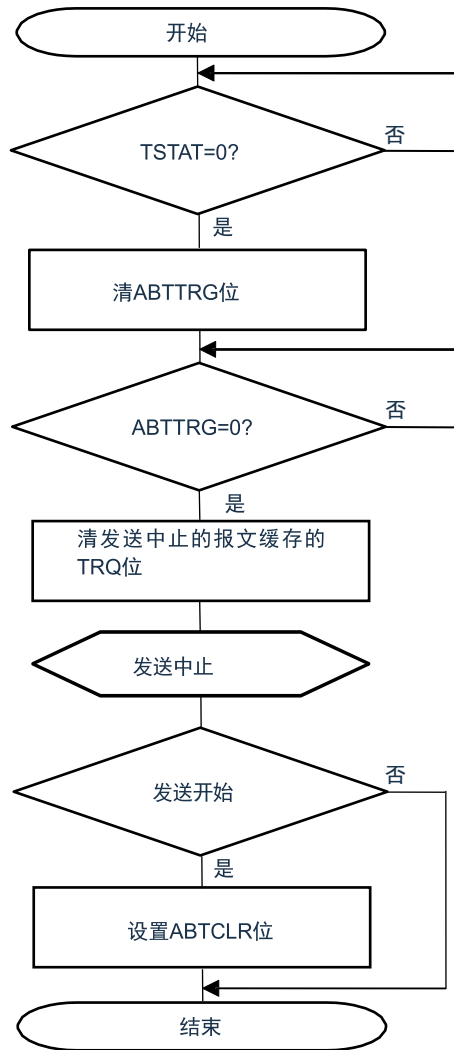 开始
TSTAT=0?
否
是
清ABTTRG位
ABTTRG=0?
否
是
清发送中止的报文缓存的
TRQ位
发送中止
发送开始
否
是
设置ABTCLR位
结束